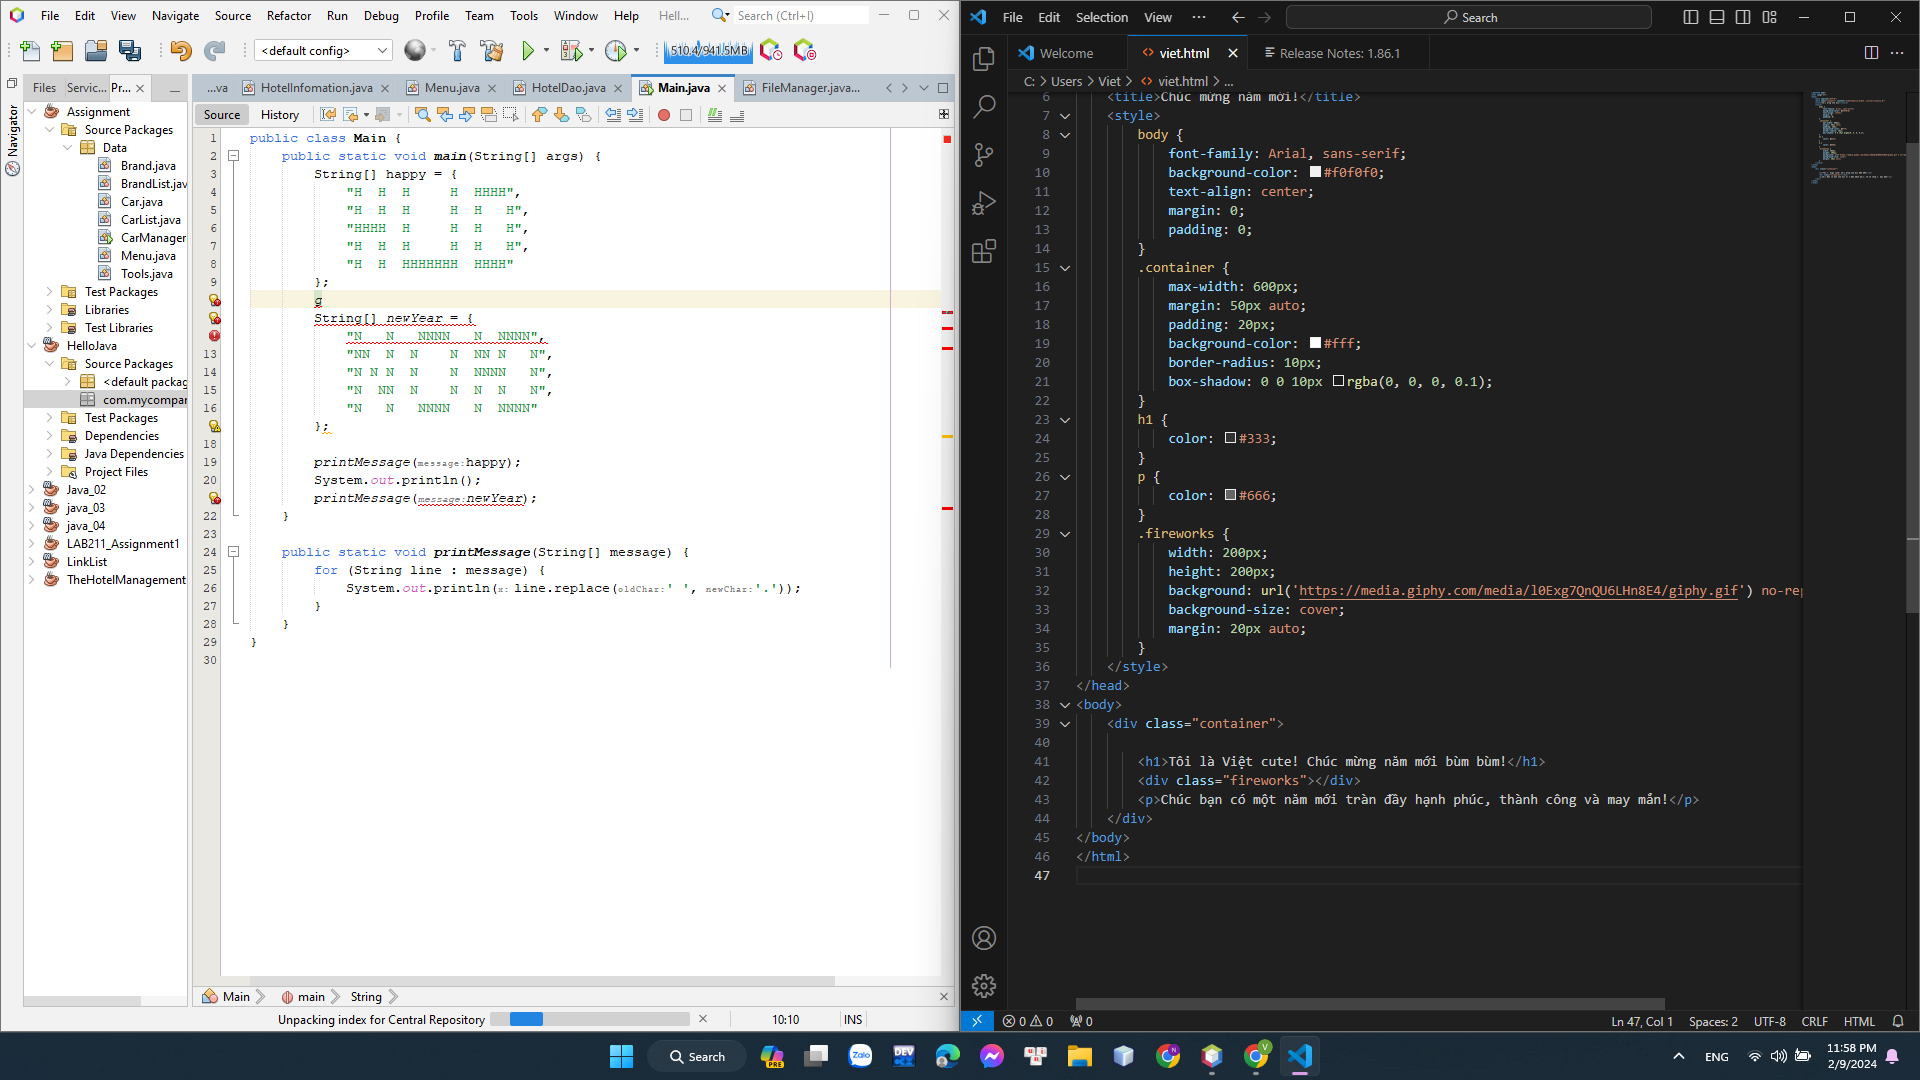 File Edit View Navigate Source Refactor Run Debug Profile Team Tools Window Help Hell... Search (Ctrl+I)
<default config> 510.4/941.5MB
Files Servic... Pr...
...va HotelInfomation.java Menu.java HotelDao.java Main.java FileManager.java...
Source History
Navigator
Assignment
Source Packages
Data
Brand.java
BrandList.jav
Car.java
CarList.java
CarManager
Menu.java
Tools.java
Test Packages
Libraries
Test Libraries
HelloJava
Source Packages
<default packag
com.mycompar
Test Packages
Dependencies
Java Dependencies
Project Files
Java_02
java_03
java_04
LAB211_Assignment1
LinkList
TheHotelManagement
1 public class Main {
2 public static void main(String[] args) {
3 String[] happy = {
4 "H  H  H     H  HHHH",
5 "H  H  H     H  H   H",
6 "HHHH  H     H  H   H",
7 "H  H  H     H  H   H",
8 "H  H  HHHHHHH  HHHH"
9 };
g
String[] newYear = {
"N   N   NNNN   N  NNNN",
13 "NN  N  N    N  NN N   N",
14 "N N N  N    N  NNNN   N",
15 "N  NN  N    N  N  N   N",
16 "N   N   NNNN   N  NNNN"
};
18
19 printMessage(message:happy);
20 System.out.println();
printMessage(message:newYear);
22 }
23
24 public static void printMessage(String[] message) {
25 for (String line : message) {
26 System.out.println(x: line.replace(oldChar:' ', newChar:'.'));
27 }
28 }
29 }
30
Main main String
Unpacking index for Central Repository 10:10 INS
File Edit Selection View ··· Search
Welcome viet.html Release Notes: 1.86.1
C: > Users > Viet > viet.html > ...
6 <title>Chúc mừng năm mới!</title>
7 <style>
8 body {
9 font-family: Arial, sans-serif;
10 background-color: #f0f0f0;
11 text-align: center;
12 margin: 0;
13 padding: 0;
14 }
15 .container {
16 max-width: 600px;
17 margin: 50px auto;
18 padding: 20px;
19 background-color: #fff;
20 border-radius: 10px;
21 box-shadow: 0 0 10px rgba(0, 0, 0, 0.1);
22 }
23 h1 {
24 color: #333;
25 }
26 p {
27 color: #666;
28 }
29 .fireworks {
30 width: 200px;
31 height: 200px;
32 background: url('https://media.giphy.com/media/l0Exg7QnQU6LHn8E4/giphy.gif') no-rep
33 background-size: cover;
34 margin: 20px auto;
35 }
36 </style>
37 </head>
38 <body>
39 <div class="container">
40
41 <h1>Tôi là Việt cute! Chúc mừng năm mới bùm bùm!</h1>
42 <div class="fireworks"></div>
43 <p>Chúc bạn có một năm mới tràn đầy hạnh phúc, thành công và may mắn!</p>
44 </div>
45 </body>
46 </html>
47
0 0 0 Ln 47, Col 1 Spaces: 2 UTF-8 CRLF HTML
Search PRE Zalo DEV ENG 11:58 PM
2/9/2024